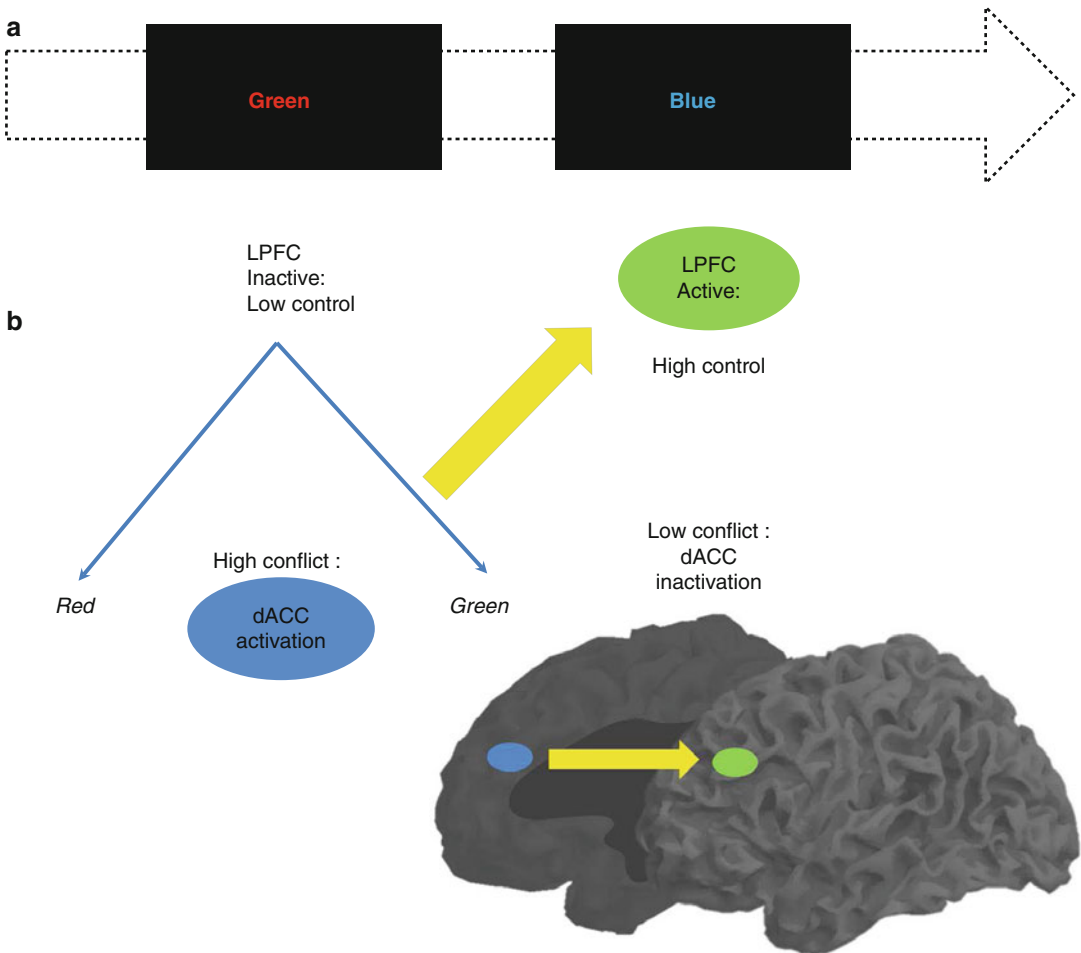 a
Green
Blue
LPFC
Inactive:
Low control
LPFC
Active:
High control
b
High conflict :
dACC
activation
Red
Green
Low conflict :
dACC
inactivation